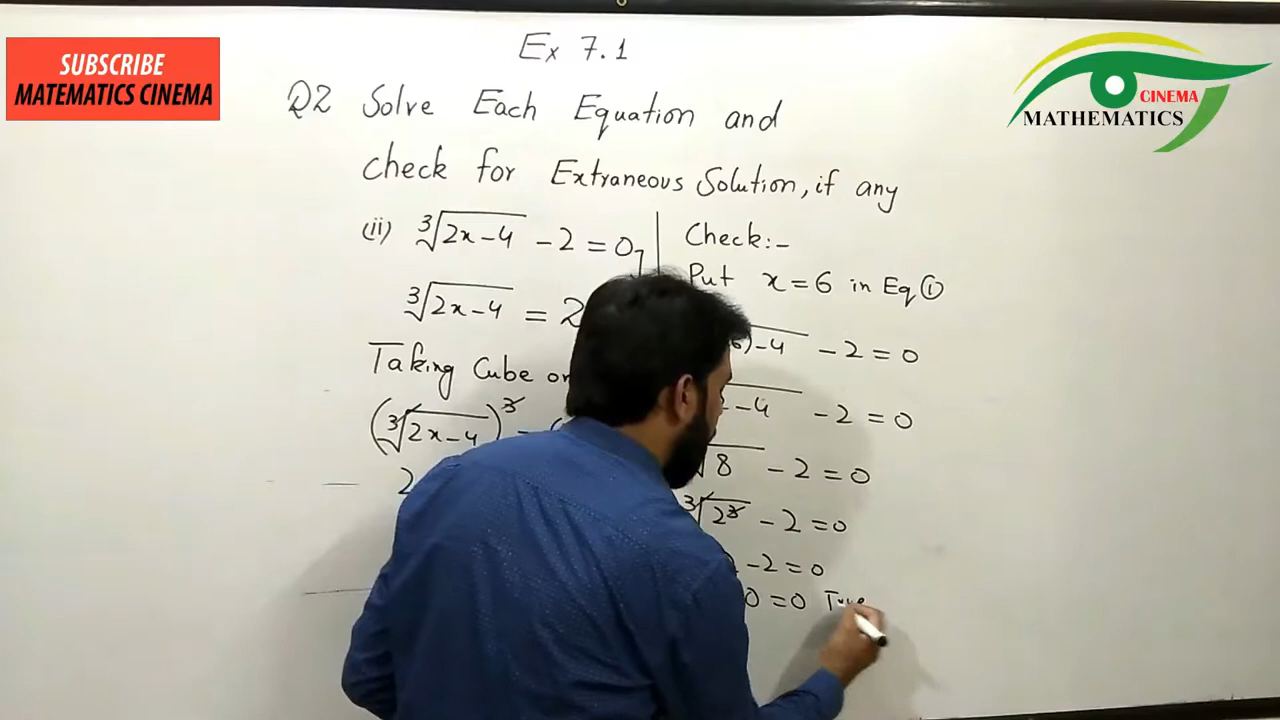 SUBSCRIBE
MATEMATICS CINEMA
CINEMA
MATHEMATICS
Ex 7.1
Q2 Solve Each Equation and
check for Extraneous Solution, if any
(ii) ∛(2x-4) - 2 = 0
∛(2x-4) = 2
Taking Cube on
(∛(2x-4))³ =
2
Check:-
Put x = 6 in Eq ①
)-4 - 2 = 0
-4 - 2 = 0
√8 - 2 = 0
∛2³ - 2 = 0
-2 = 0
0 = 0 True